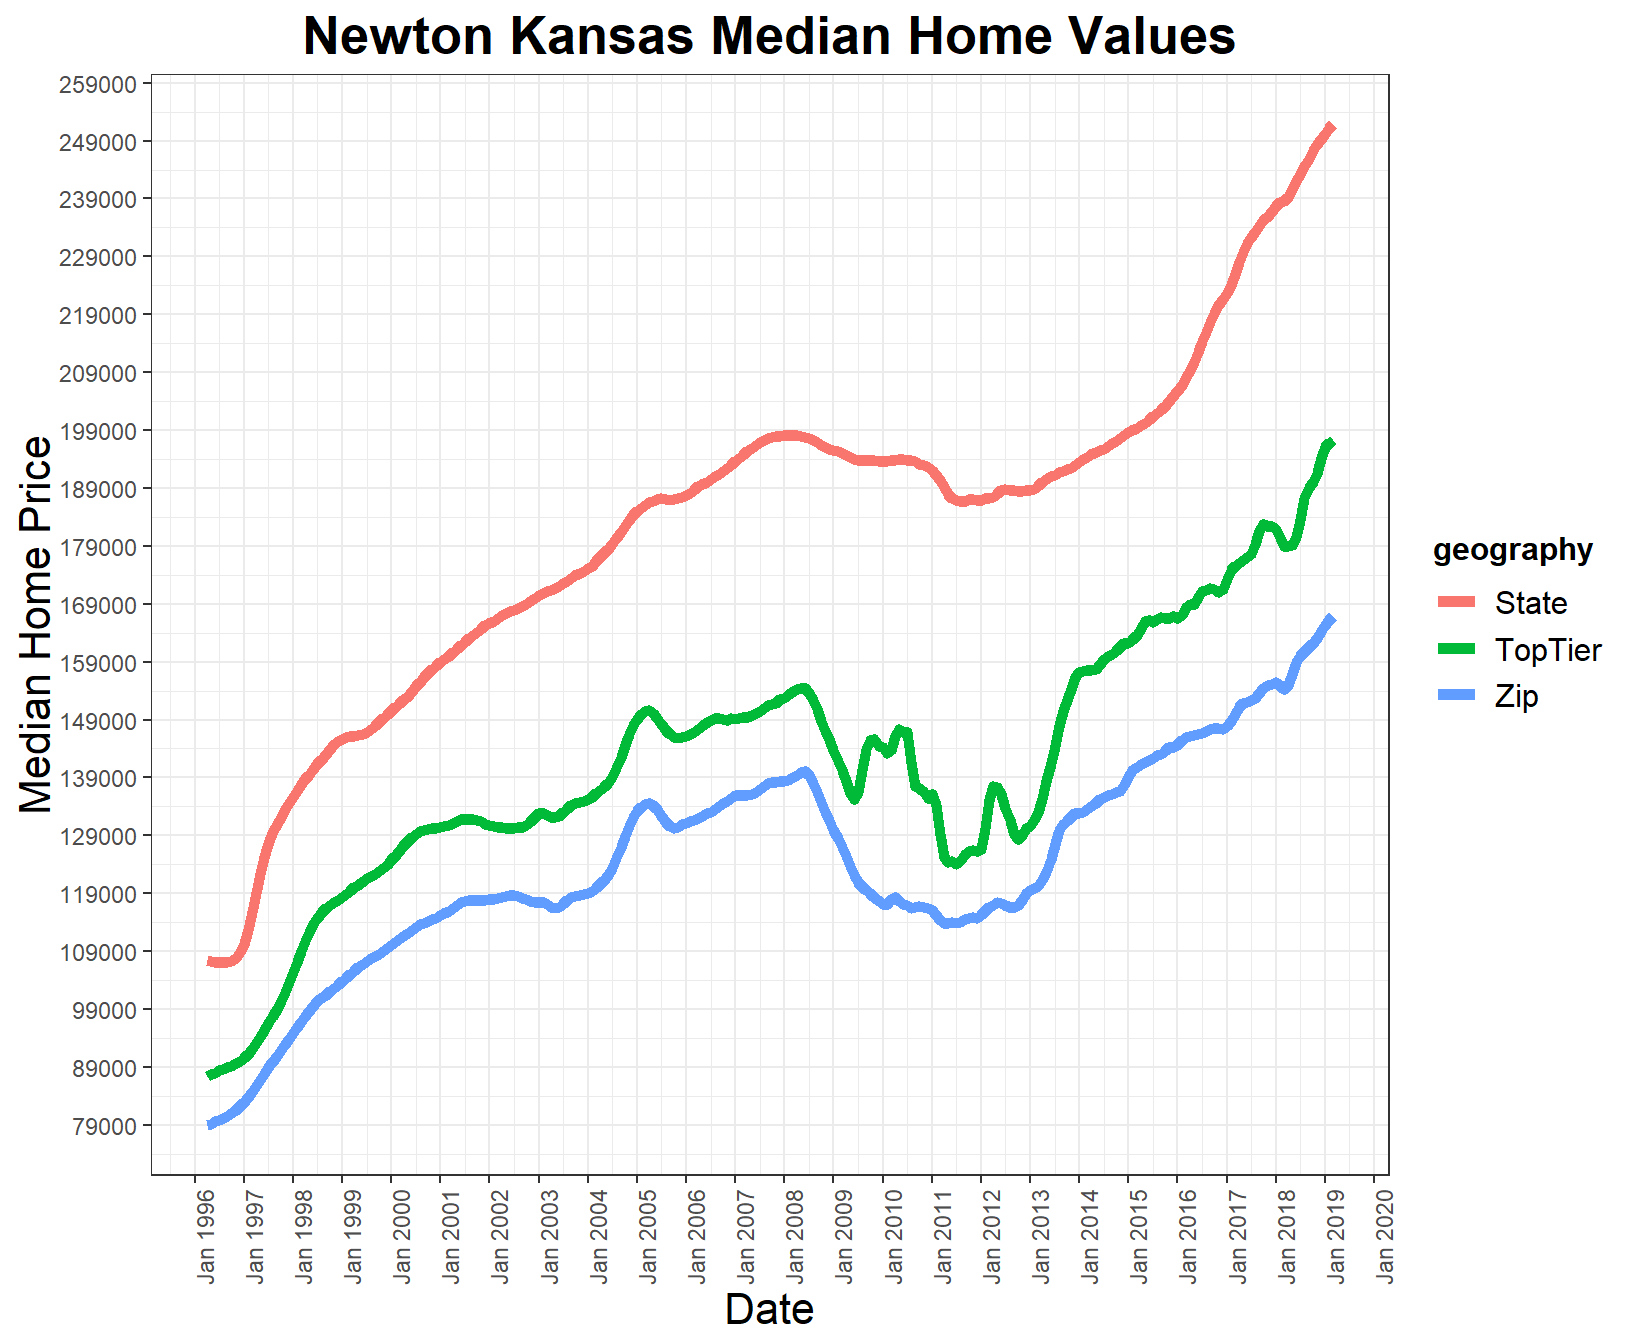 Newton Kansas Median Home Values
Median Home Price
259000
249000
239000
229000
219000
209000
199000
189000
179000
169000
159000
149000
139000
129000
119000
109000
99000
89000
79000
Jan 1996
Jan 1997
Jan 1998
Jan 1999
Jan 2000
Jan 2001
Jan 2002
Jan 2003
Jan 2004
Jan 2005
Jan 2006
Jan 2007
Jan 2008
Jan 2009
Jan 2010
Jan 2011
Jan 2012
Jan 2013
Jan 2014
Jan 2015
Jan 2016
Jan 2017
Jan 2018
Jan 2019
Jan 2020
Date
geography
State
TopTier
Zip